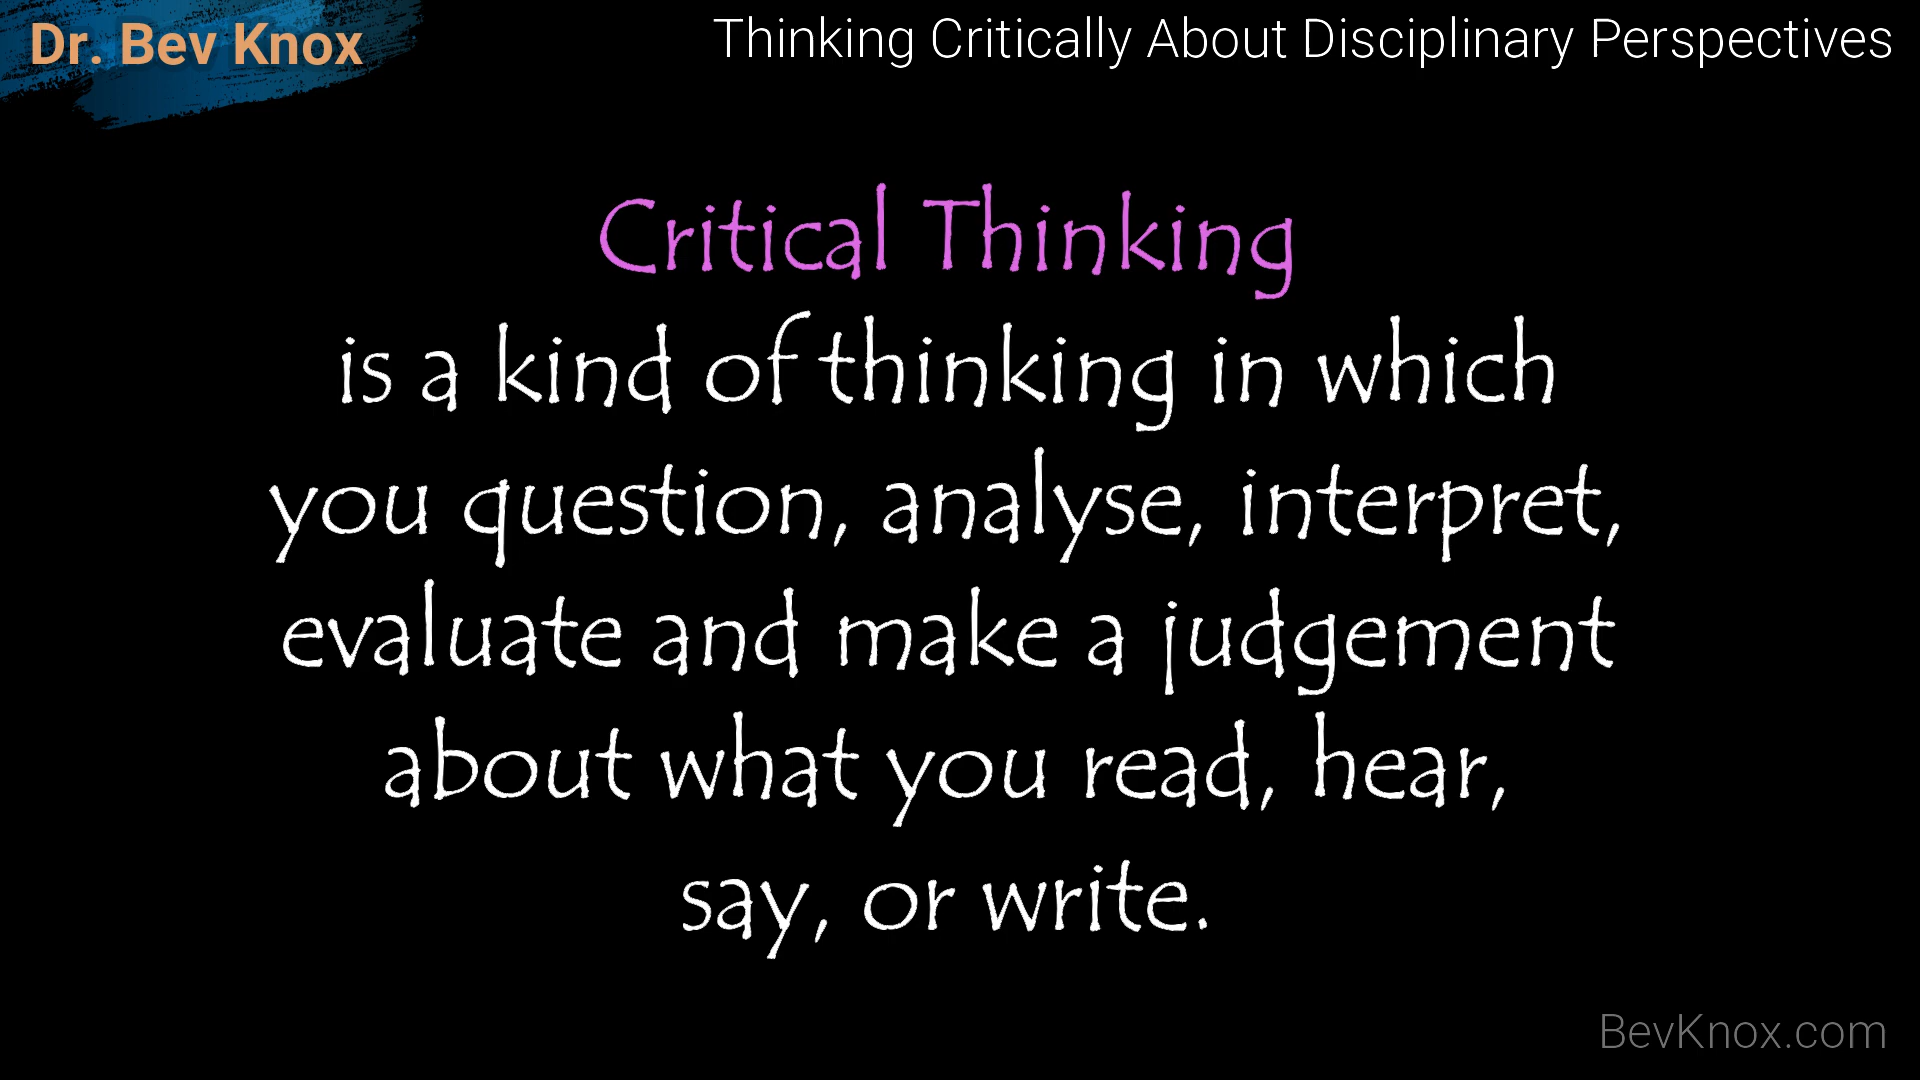 Dr. Bev Knox
Thinking Critically About Disciplinary Perspectives
Critical Thinking
is a kind of thinking in which
you question, analyse, interpret,
evaluate and make a judgement
about what you read, hear,
say, or write.
BevKnox.com